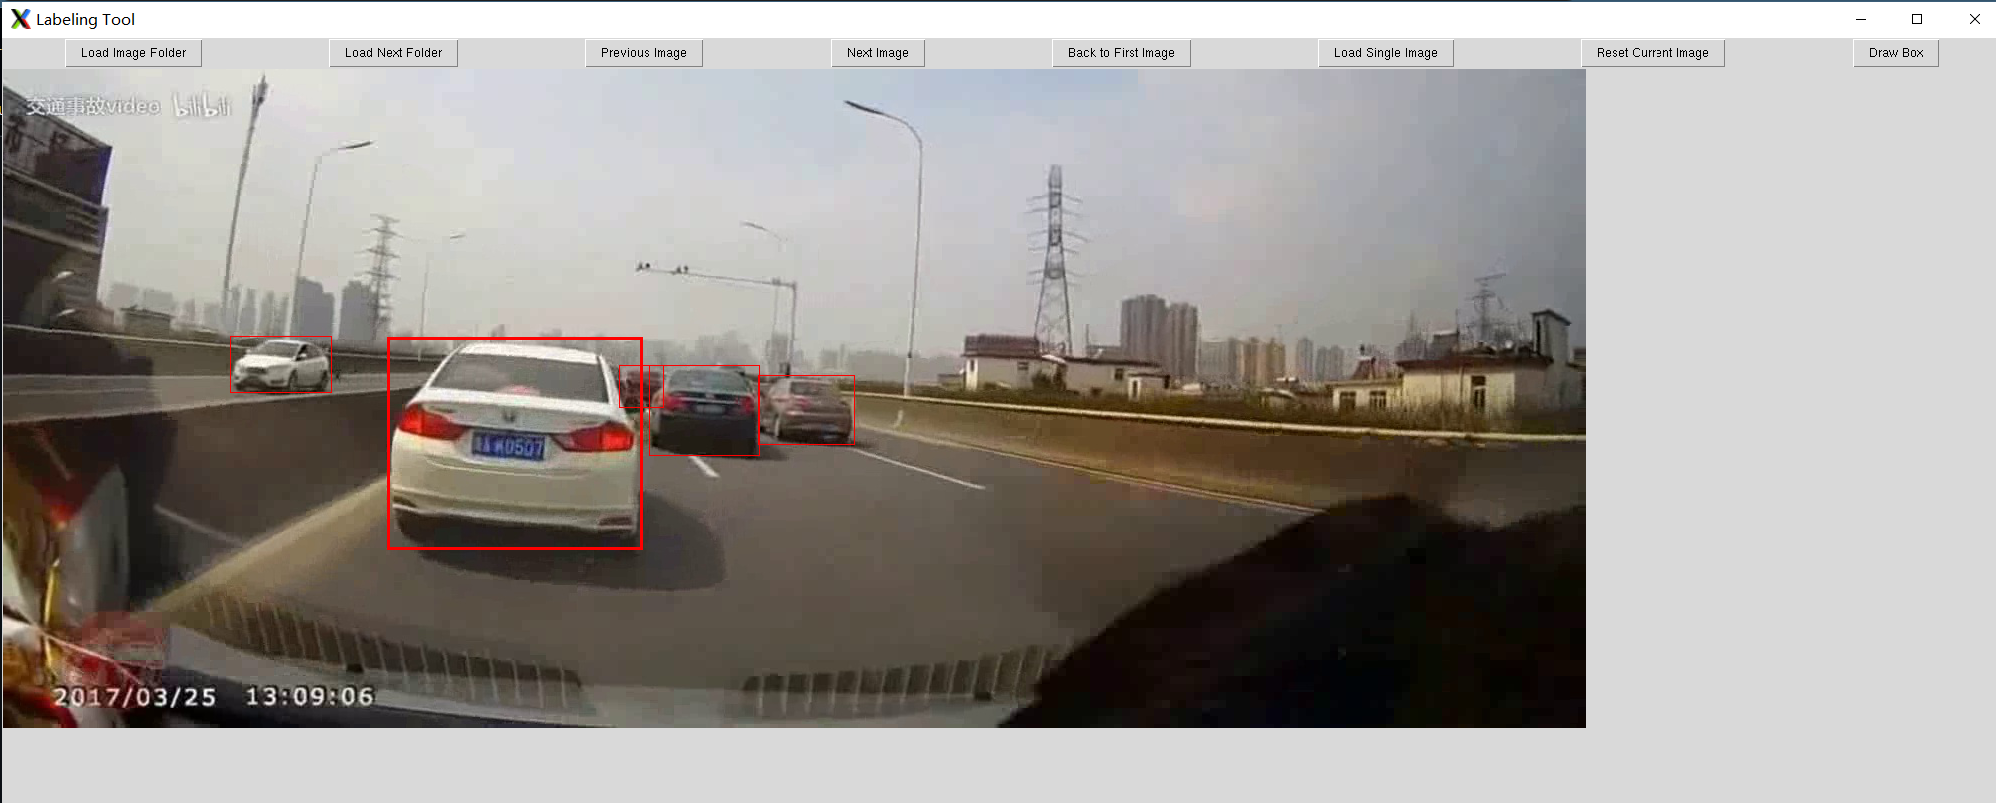 Labeling Tool
Load Image Folder
Load Next Folder
Previous Image
Next Image
Back to First Image
Load Single Image
Reset Current Image
Draw Box
交通事故video bilibili
K0507
2017/03/25 13:09:06